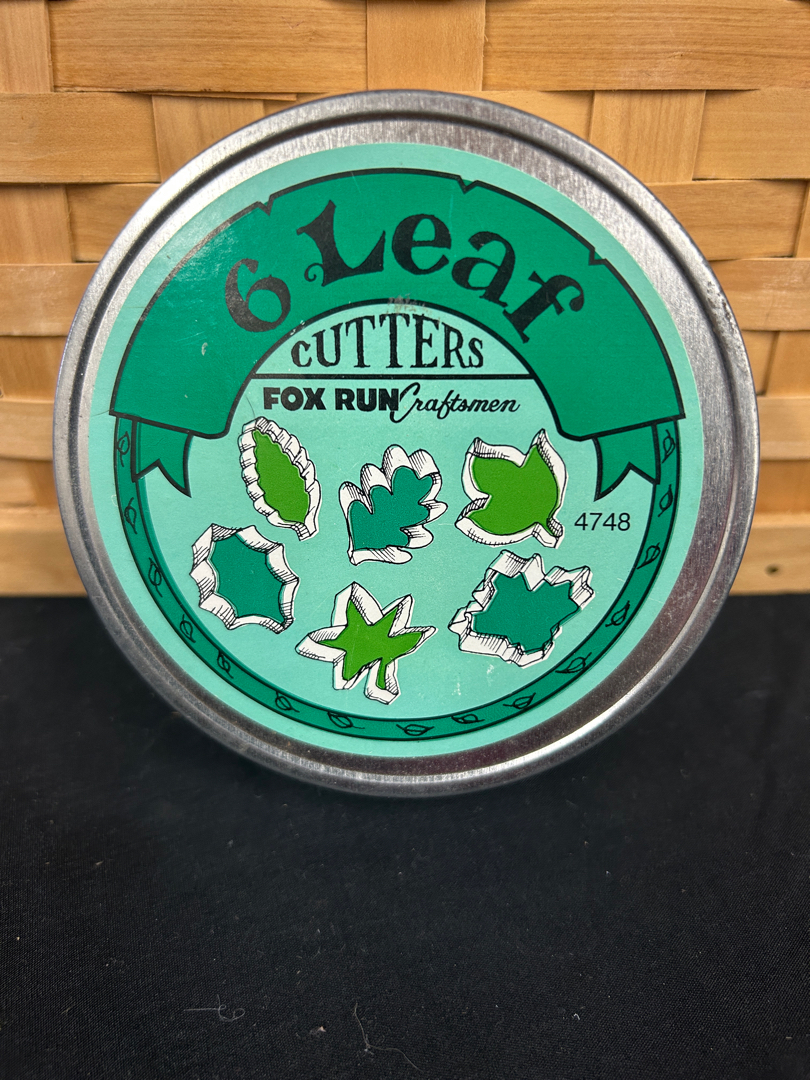 6 Leaf
CUTTERS
FOX RUN Craftsmen
4748